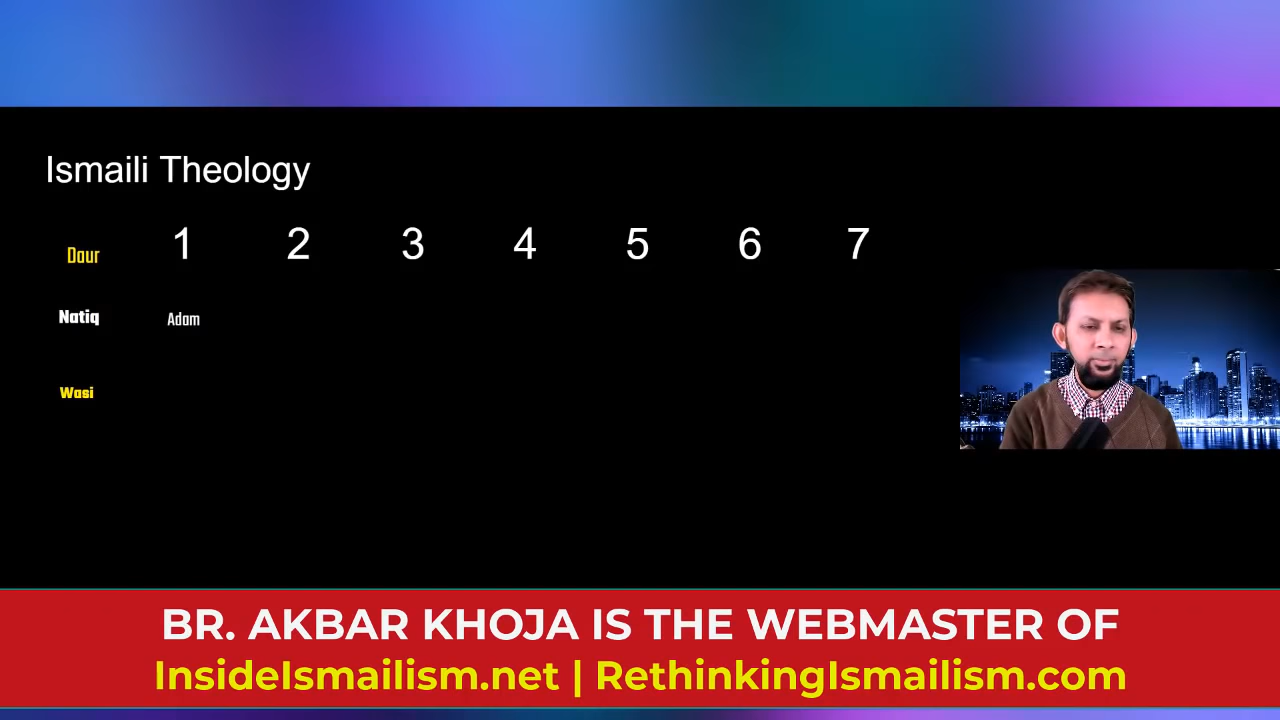 Ismaili Theology
Daur 1 2 3 4 5 6 7
Natiq Adam
Wasi
BR. AKBAR KHOJA IS THE WEBMASTER OF
InsideIsmailism.net | RethinkingIsmailism.com